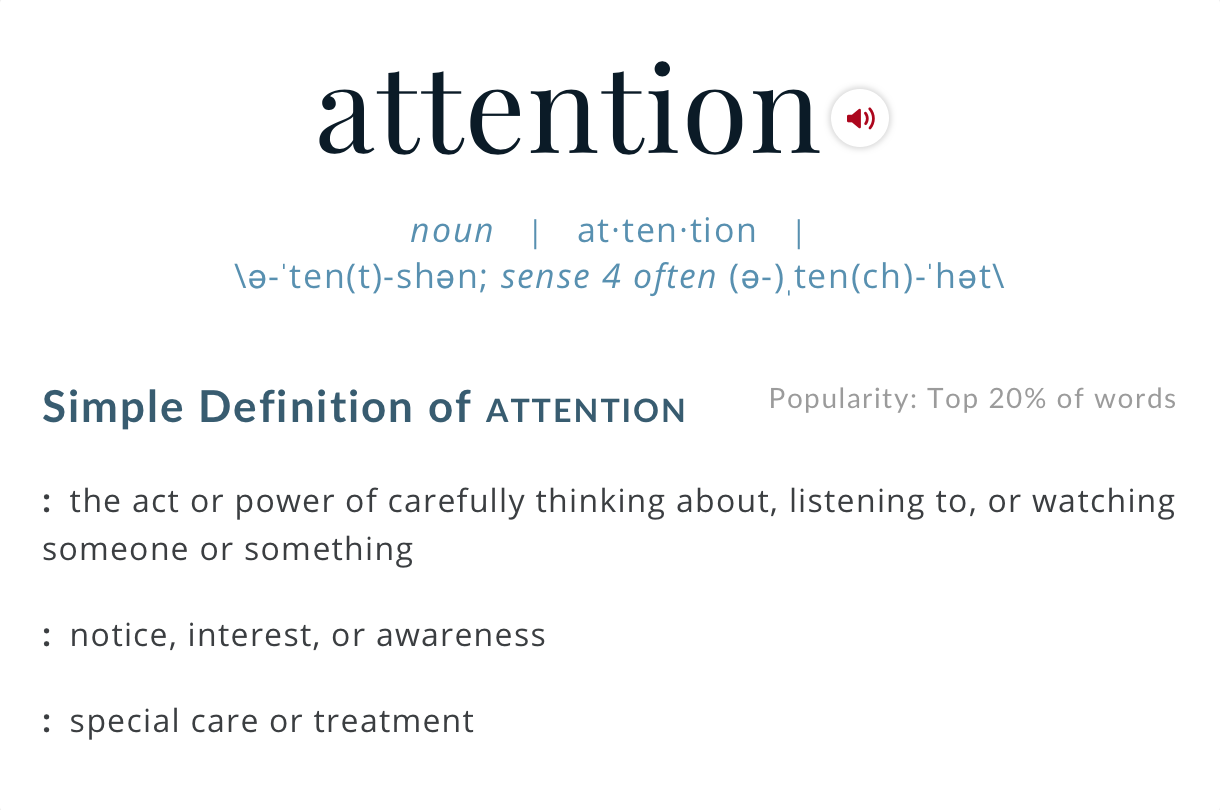 attention
noun | at·ten·tion |
\ə-ˈten(t)-shən; sense 4 often (ə-)ˌten(ch)-ˈhət\
Simple Definition of ATTENTION
Popularity: Top 20% of words
: the act or power of carefully thinking about, listening to, or watching
someone or something
: notice, interest, or awareness
: special care or treatment